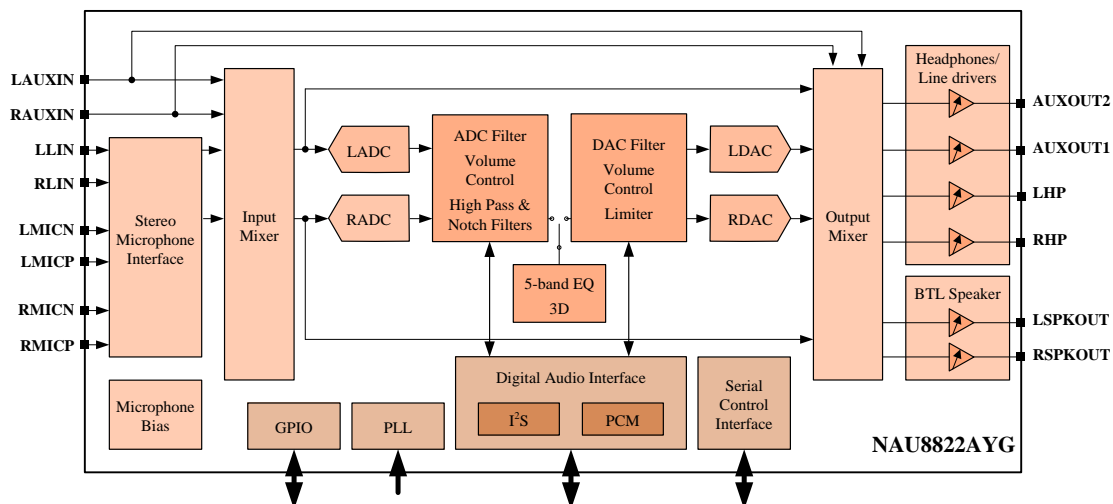 LAUXIN
RAUXIN
LLIN
RLIN
LMICN
LMICP
RMICN
RMICP
Stereo
Microphone
Interface
Microphone
Bias
Input
Mixer
LADC
RADC
ADC Filter
Volume
Control
High Pass &
Notch Filters
5-band EQ
3D
DAC Filter
Volume
Control
Limiter
LDAC
RDAC
Output
Mixer
Headphones/
Line drivers
BTL Speaker
AUXOUT2
AUXOUT1
LHP
RHP
LSPKOUT
RSPKOUT
GPIO
PLL
Digital Audio Interface
I²S
PCM
Serial
Control
Interface
NAU8822AYG